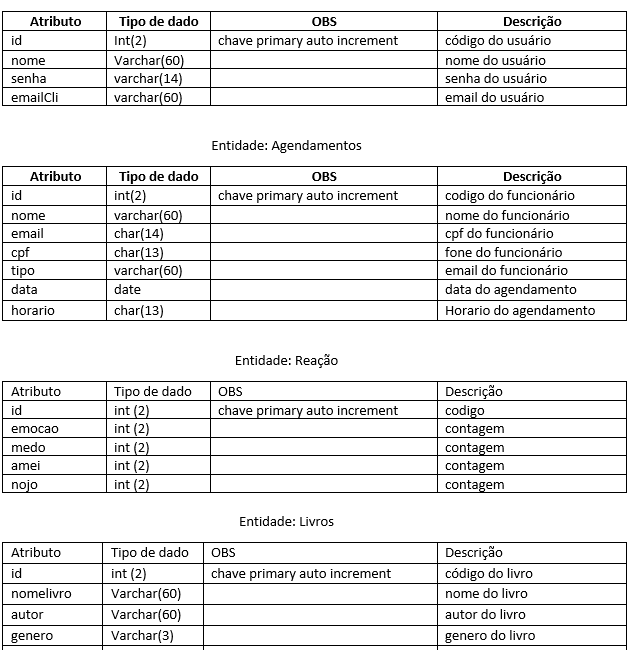 Atributo Tipo de dado OBS Descrição
id Int(2) chave primary auto increment código do usuário
nome Varchar(60) nome do usuário
senha varchar(14) senha do usuário
emailCli varchar(60) email do usuário
Entidade: Agendamentos
Atributo Tipo de dado OBS Descrição
id int(2) chave primary auto increment codigo do funcionário
nome varchar(60) nome do funcionário
email char(14) cpf do funcionário
cpf char(13) fone do funcionário
tipo varchar(60) email do funcionário
data date data do agendamento
horario char(13) Horario do agendamento
Entidade: Reação
Atributo Tipo de dado OBS Descrição
id int (2) chave primary auto increment codigo
emocao int (2) contagem
medo int (2) contagem
amei int (2) contagem
nojo int (2) contagem
Entidade: Livros
Atributo Tipo de dado OBS Descrição
id int (2) chave primary auto increment código do livro
nomelivro Varchar(60) nome do livro
autor Varchar(60) autor do livro
genero Varchar(3) genero do livro